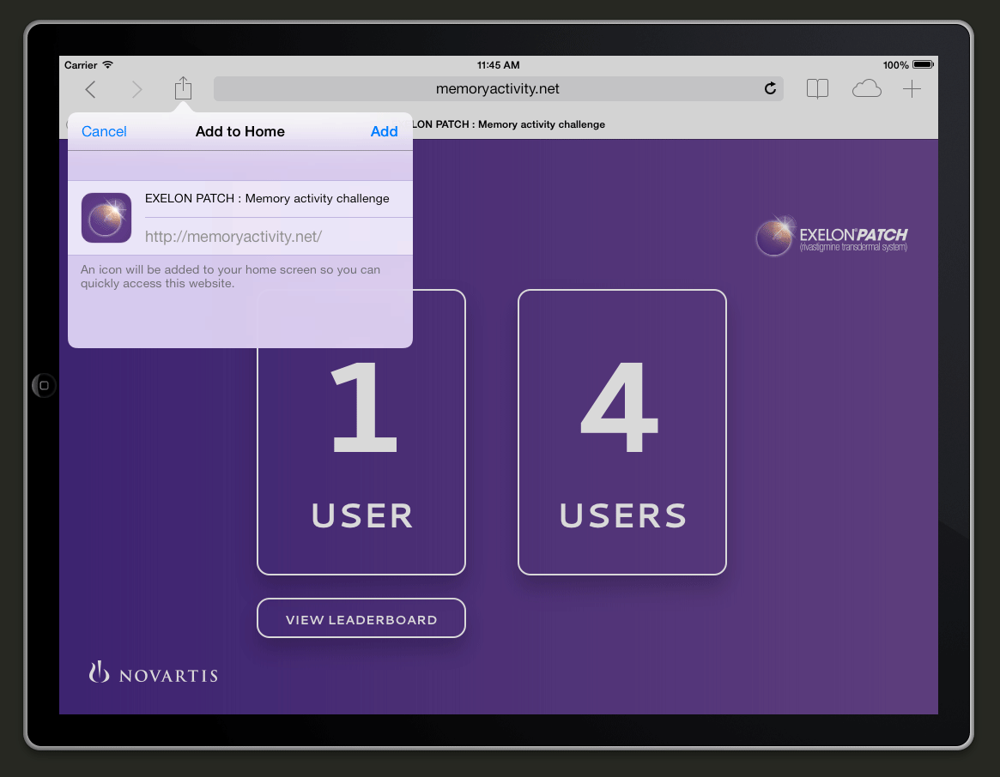 Carrier
11:45 AM
100%
memoryactivity.net
Cancel
Add to Home
Add
LON PATCH : Memory activity challenge
EXELON PATCH : Memory activity challenge
http://memoryactivity.net/
An icon will be added to your home screen so you can
quickly access this website.
EXELON® PATCH
(rivastigmine transdermal system)
1
USER
4
USERS
VIEW LEADERBOARD
NOVARTIS